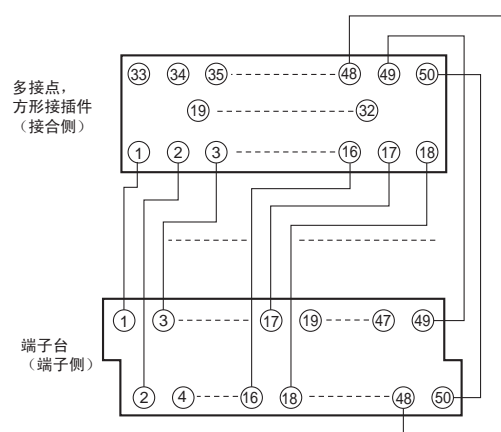 33 34 35 48 49 50
多接点，
方形接插件
（接合侧）
19 32
1 2 3 16 17 18
1 3 17 19 47 49
端子台
（端子侧）
2 4 16 18 48 50